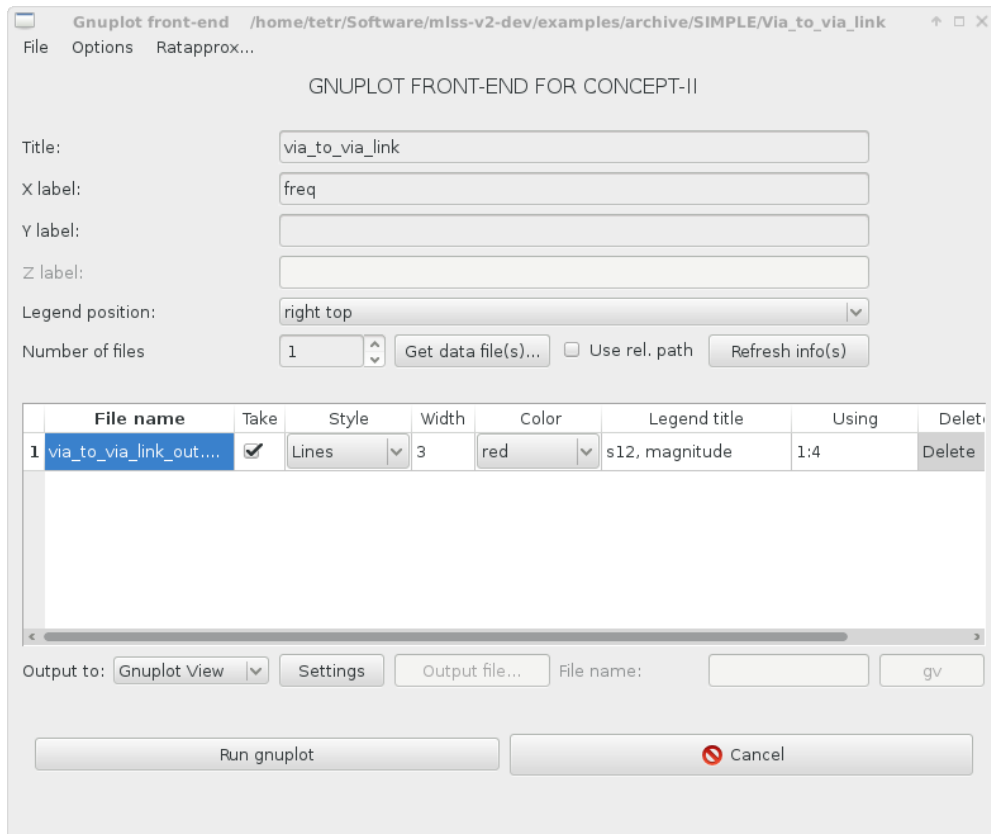 Gnuplot front-end /home/tetr/Software/mlss-v2-dev/examples/archive/SIMPLE/Via_to_via_link
File Options Ratapprox...
GNUPLOT FRONT-END FOR CONCEPT-II
Title: via_to_via_link
X label: freq
Y label:
Z label:
Legend position: right top
Number of files 1 Get data file(s)... Use rel. path Refresh info(s)
File name Take Style Width Color Legend title Using Delet
1 via_to_via_link_out.... Lines 3 red s12, magnitude 1:4 Delete
Output to: Gnuplot View Settings Output file... File name: gv
Run gnuplot Cancel